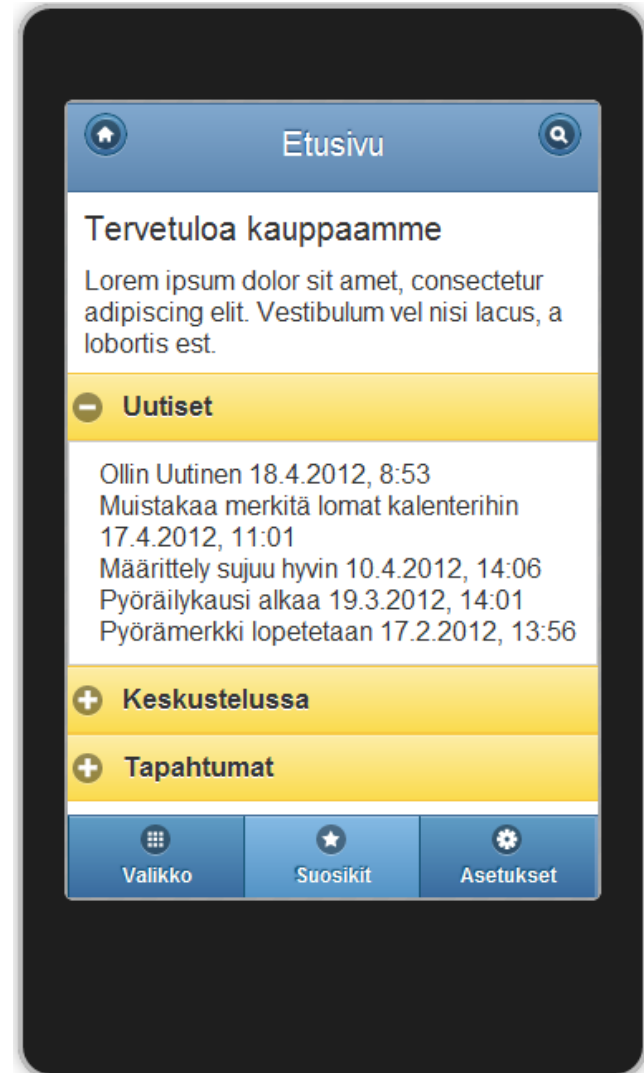 Etusivu
Tervetuloa kauppaamme
Lorem ipsum dolor sit amet, consectetur
adipiscing elit. Vestibulum vel nisi lacus, a
lobortis est.
Uutiset
Ollin Uutinen 18.4.2012, 8:53
Muistakaa merkitä lomat kalenterihin
17.4.2012, 11:01
Määrittely sujuu hyvin 10.4.2012, 14:06
Pyöräilykausi alkaa 19.3.2012, 14:01
Pyörämerkki lopetetaan 17.2.2012, 13:56
Keskustelussa
Tapahtumat
Valikko
Suosikit
Asetukset